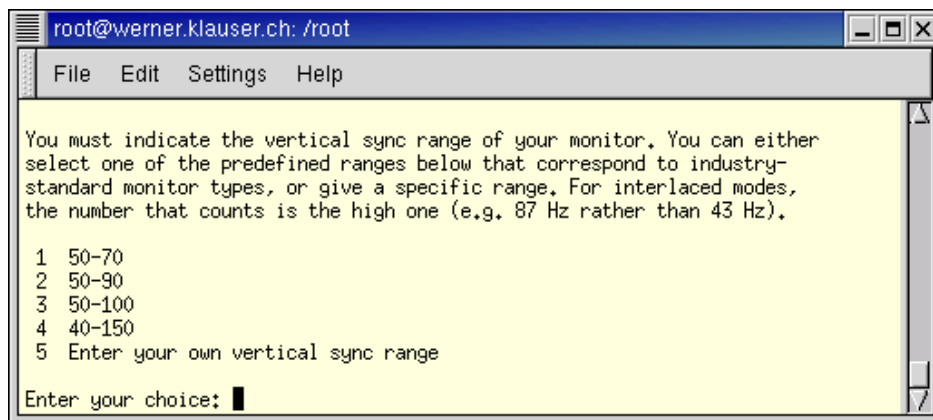 root@werner.klauser.ch: /root
File Edit Settings Help
You must indicate the vertical sync range of your monitor. You can either
select one of the predefined ranges below that correspond to industry-
standard monitor types, or give a specific range. For interlaced modes,
the number that counts is the high one (e.g. 87 Hz rather than 43 Hz).
1 50-70
2 50-90
3 50-100
4 40-150
5 Enter your own vertical sync range
Enter your choice: